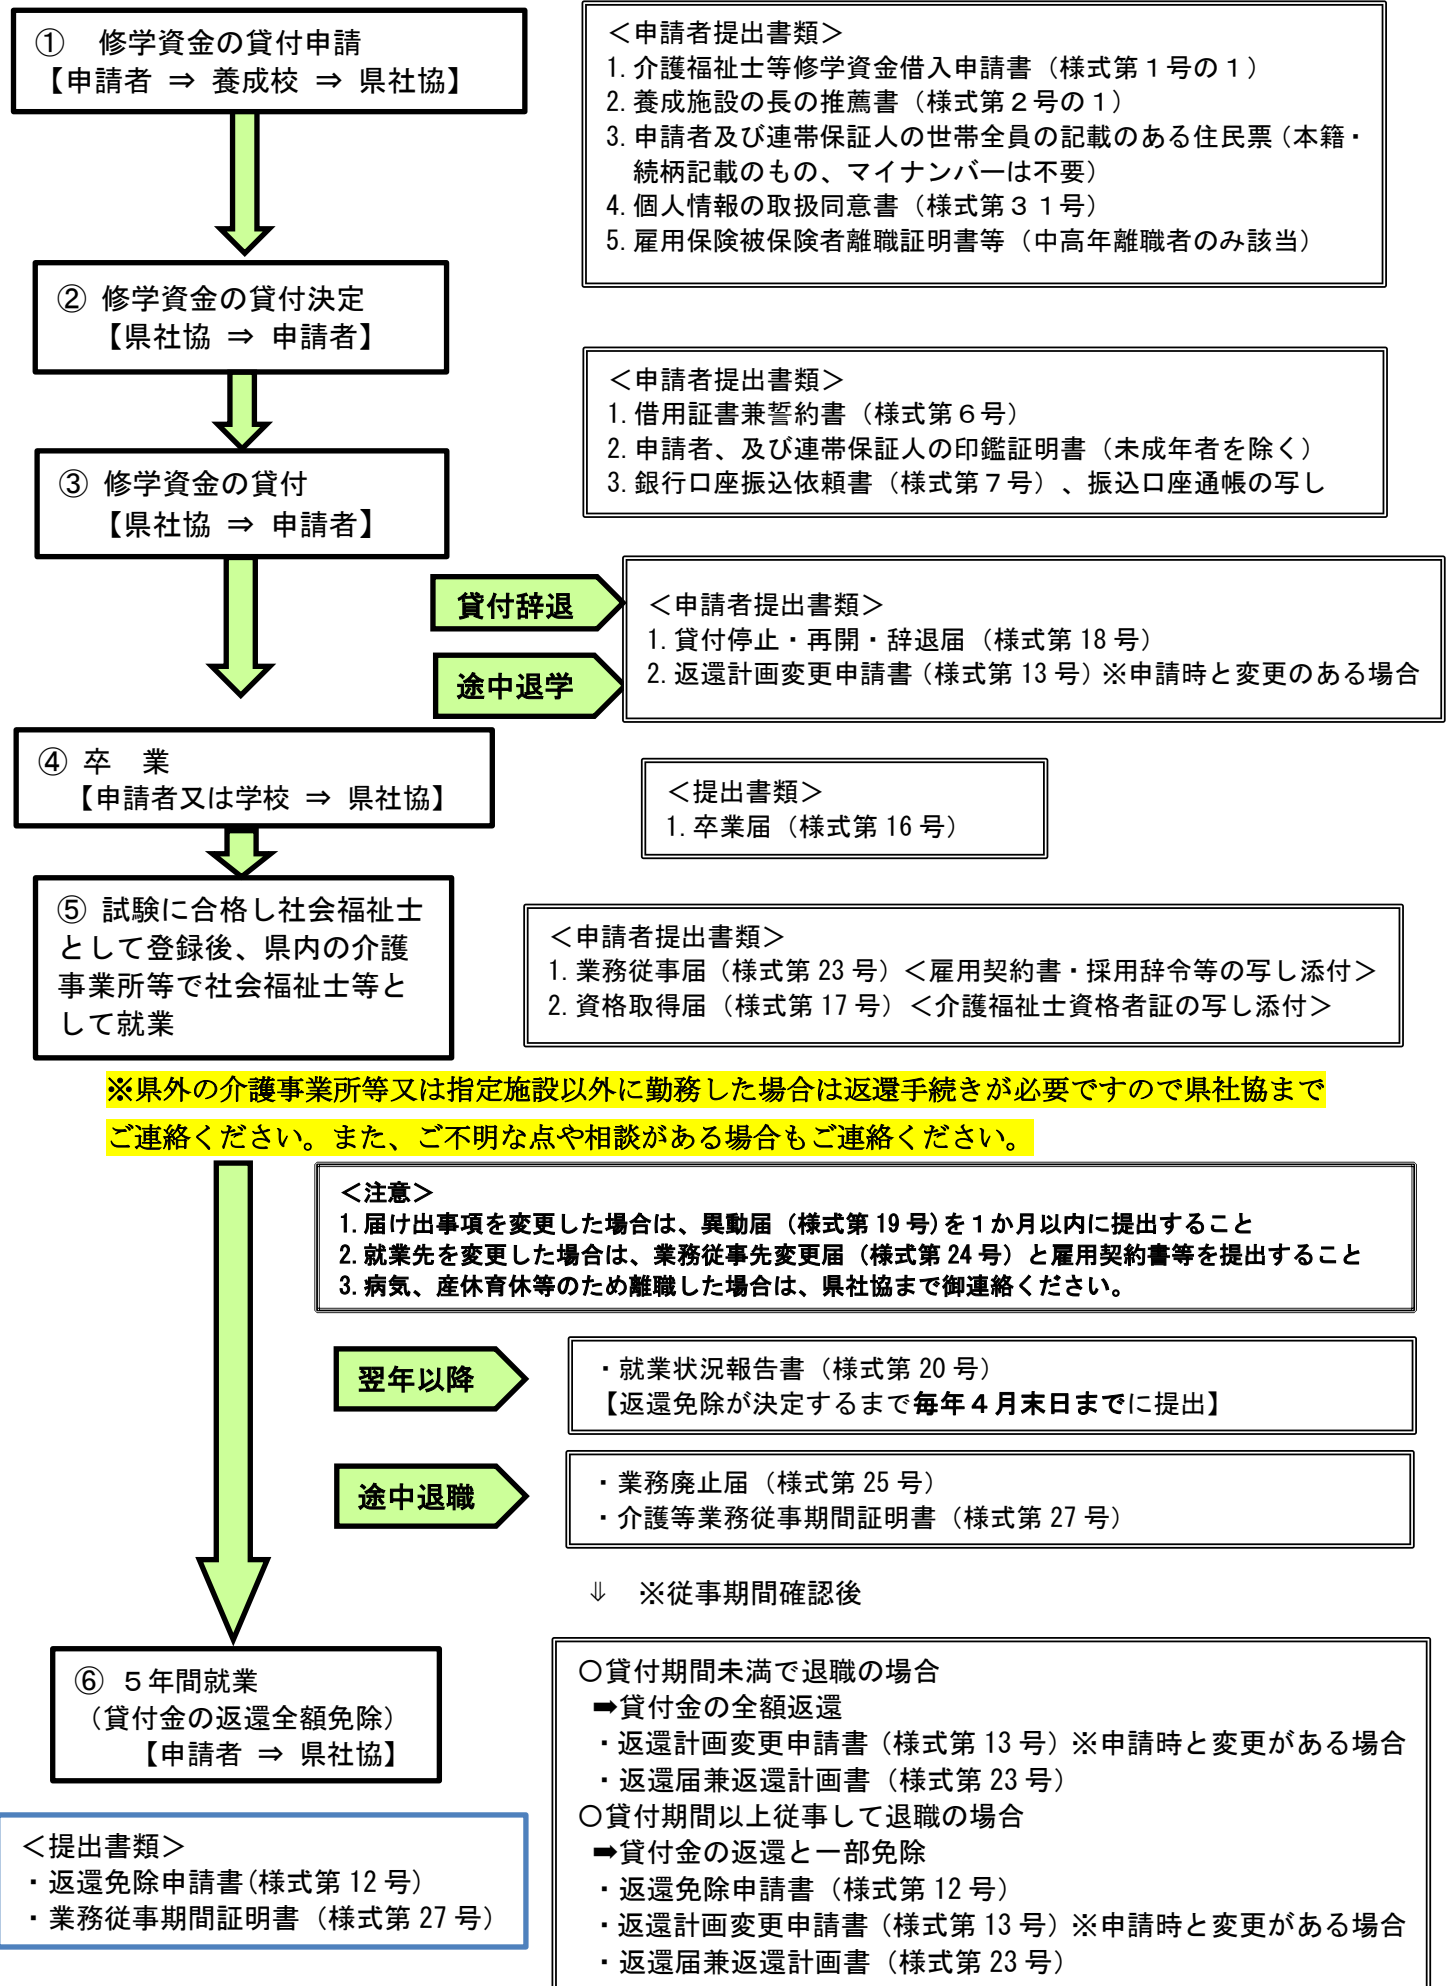 ① 修学資金の貸付申請
【申請者 ⇒ 養成校 ⇒ 県社協】
＜申請者提出書類＞
1.介護福祉士等修学資金借入申請書（様式第１号の１）
2.養成施設の長の推薦書（様式第２号の１）
3.申請者及び連帯保証人の世帯全員の記載のある住民票（本籍・
続柄記載のもの、マイナンバーは不要）
4.個人情報の取扱同意書（様式第３１号）
5.雇用保険被保険者離職証明書等（中高年離職者のみ該当）
② 修学資金の貸付決定
【県社協 ⇒ 申請者】
＜申請者提出書類＞
1.借用証書兼誓約書（様式第６号）
2.申請者、及び連帯保証人の印鑑証明書（未成年者を除く）
3.銀行口座振込依頼書（様式第７号）、振込口座通帳の写し
③ 修学資金の貸付
【県社協 ⇒ 申請者】
貸付辞退
途中退学
＜申請者提出書類＞
1.貸付停止・再開・辞退届（様式第18号）
2.返還計画変更申請書（様式第13号）※申請時と変更のある場合
④ 卒　業
【申請者又は学校 ⇒ 県社協】
＜提出書類＞
1.卒業届（様式第16号）
⑤ 試験に合格し社会福祉士
として登録後、県内の介護
事業所等で社会福祉士等と
して就業
＜申請者提出書類＞
1.業務従事届（様式第23号）＜雇用契約書・採用辞令等の写し添付＞
2.資格取得届（様式第17号）＜介護福祉士資格者証の写し添付＞
※県外の介護事業所等又は指定施設以外に勤務した場合は返還手続きが必要ですので県社協まで
ご連絡ください。また、ご不明な点や相談がある場合もご連絡ください。
＜注意＞
1.届け出事項を変更した場合は、異動届（様式第19号)を１か月以内に提出すること
2.就業先を変更した場合は、業務従事先変更届（様式第24号）と雇用契約書等を提出すること
3.病気、産休育休等のため離職した場合は、県社協まで御連絡ください。
翌年以降
・就業状況報告書（様式第20号）
【返還免除が決定するまで毎年４月末日までに提出】
途中退職
・業務廃止届（様式第25号）
・介護等業務従事期間証明書（様式第27号）
⇓　※従事期間確認後
⑥ ５年間就業
（貸付金の返還全額免除）
【申請者 ⇒ 県社協】
＜提出書類＞
・返還免除申請書(様式第12号)
・業務従事期間証明書（様式第27号）
〇貸付期間未満で退職の場合
➡貸付金の全額返還
・返還計画変更申請書（様式第13号）※申請時と変更がある場合
・返還届兼返還計画書（様式第23号）
〇貸付期間以上従事して退職の場合
➡貸付金の返還と一部免除
・返還免除申請書（様式第12号）
・返還計画変更申請書（様式第13号）※申請時と変更がある場合
・返還届兼返還計画書（様式第23号）